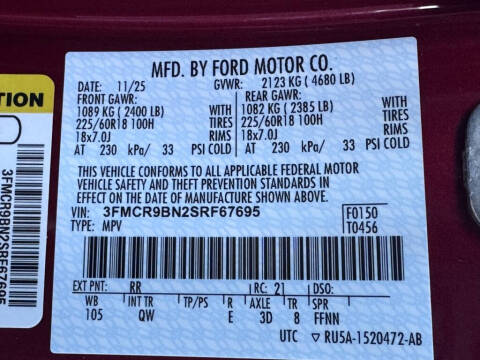 MFD. BY FORD MOTOR CO.
DATE: 11/25 GVWR: 2123 KG ( 4680 LB)
FRONT GAWR: REAR GAWR:
1089 KG ( 2400 LB) WITH 1082 KG ( 2385 LB) WITH
225/60R18 100H TIRES 225/60R18 100H TIRES
18x7.0J RIMS 18x7.0J RIMS
AT 230 kPa/ 33 PSI COLD AT 230 kPa/ 33 PSI COLD
THIS VEHICLE CONFORMS TO ALL APPLICABLE FEDERAL MOTOR
VEHICLE SAFETY AND THEFT PREVENTION STANDARDS IN
EFFECT ON THE DATE OF MANUFACTURE SHOWN ABOVE.
VIN: 3FMCR9BN2SRF67695 F0150
TYPE: MPV T0456
EXT PNT: RR RC: 21 DSO:
WB INT TR TP/PS R AXLE TR SPR
105 QW E 3D 8 FFNN
UTC RU5A-1520472-AB
TION
3FMCR9BN2SRF67695